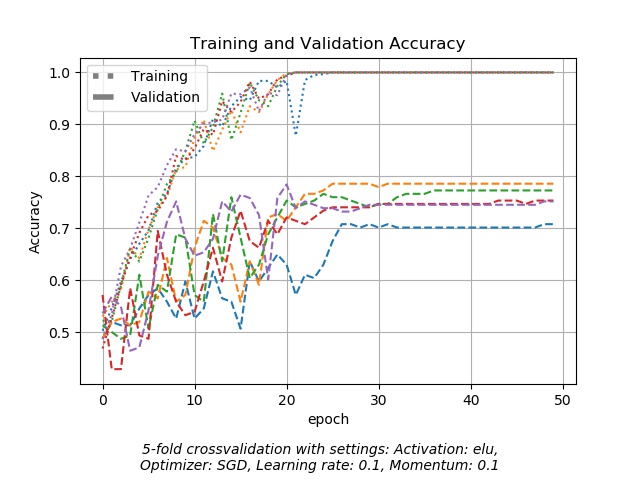 Training and Validation Accuracy
Training
Validation
1.0
0.9
0.8
0.7
0.6
0.5
Accuracy
0 10 20 30 40 50
epoch
5-fold crossvalidation with settings: Activation: elu,
Optimizer: SGD, Learning rate: 0.1, Momentum: 0.1